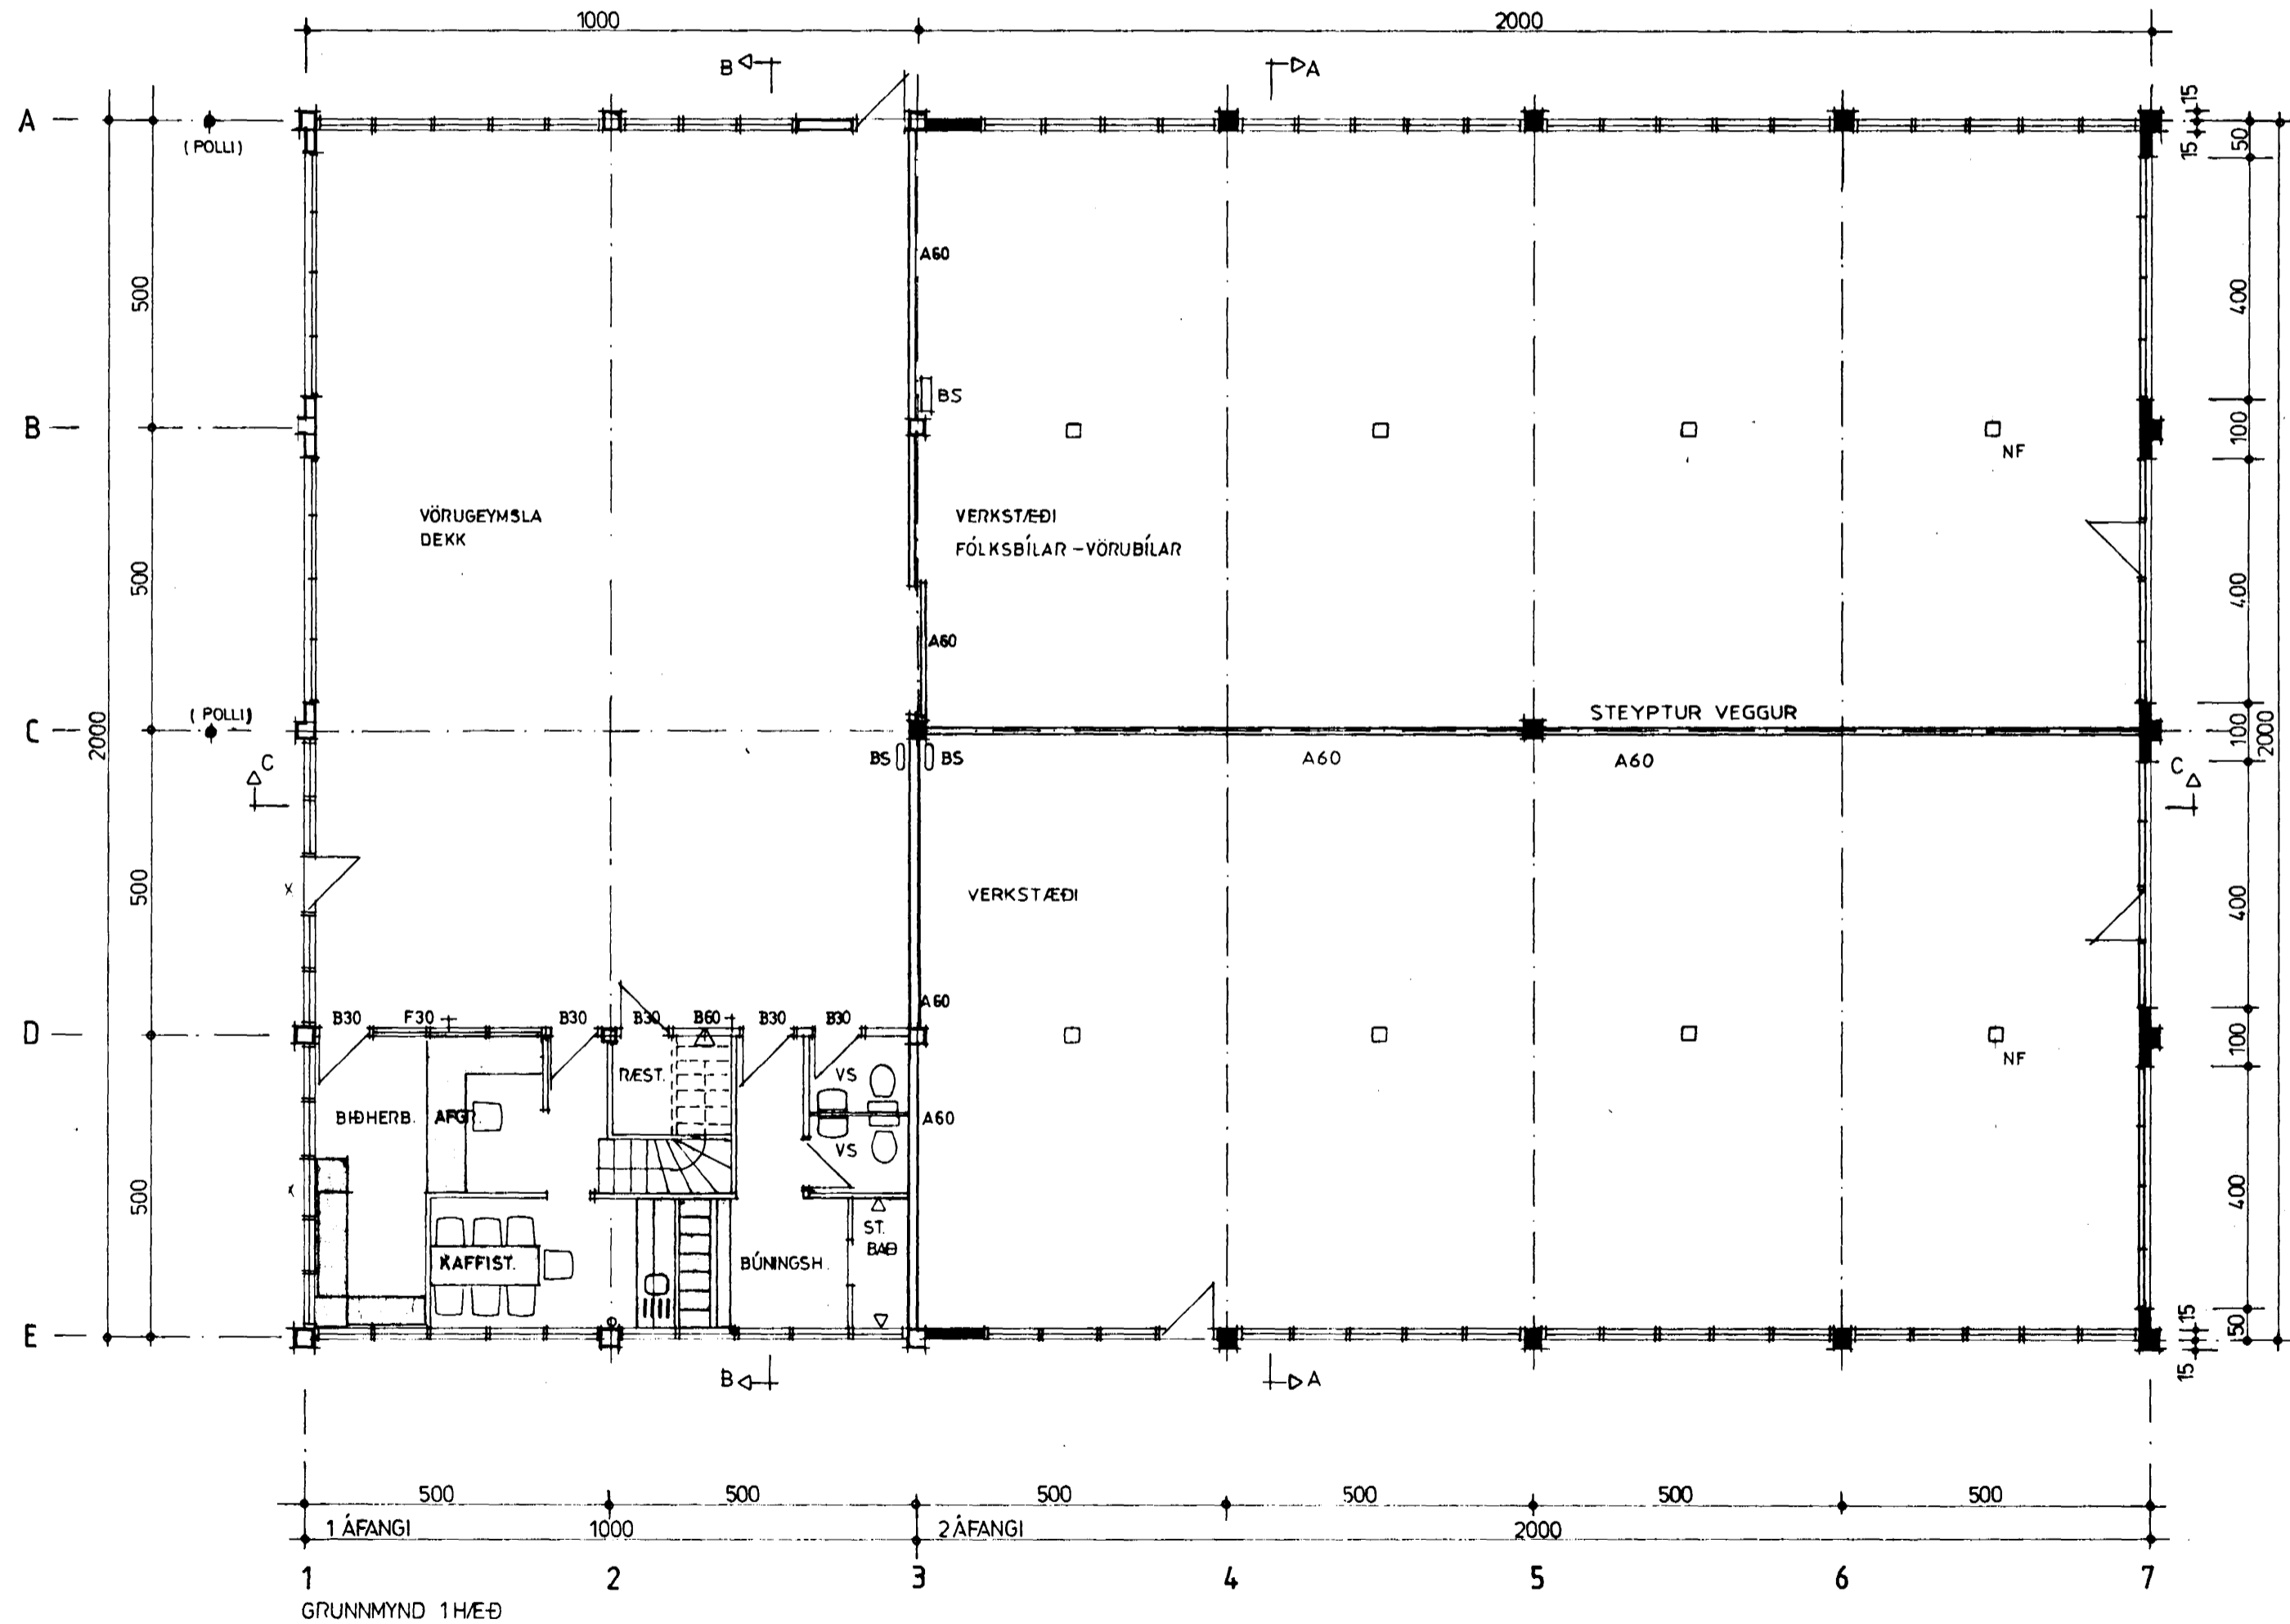 1000
2000
B
A
A
(POLLI)
15
15
50
500
A60
400
BS
B
100
NF
VÖRUGEYMSLA
DEKK
VERKSTÆÐI
FÓLKSBÍLAR – VÖRUBÍLAR
500
400
A60
(POLLI)
STEYPTUR VEGGUR
C
2000
100
2000
BS
BS
A60
A60
C
C
X
500
VERKSTÆÐI
400
A60
B30
F30
B30
B30
B60
B30
B30
D
100
NF
RÆST.
VS
BIÐHERB.
AFGR.
A60
VS
X
500
400
ST.
BAÐ
KAFFIST.
BÚNINGSH.
E
15
50
15
B
A
500
500
500
500
500
500
1 ÁFANGI
1000
2 ÁFANGI
2000
1
2
3
4
5
6
7
GRUNNMYND 1 HÆÐ